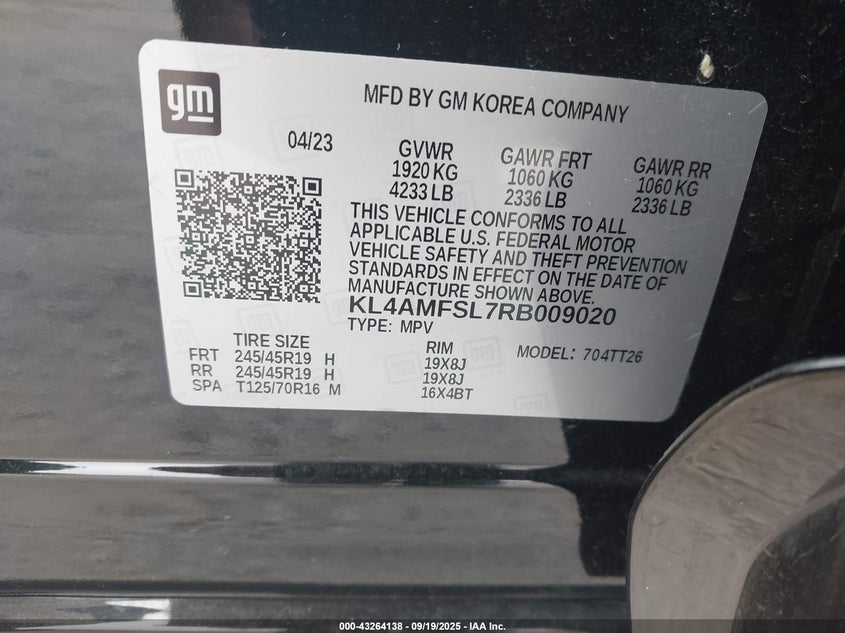 gm
MFD BY GM KOREA COMPANY
04/23
GVWR
1920 KG
4233 LB
GAWR FRT
1060 KG
2336 LB
GAWR RR
1060 KG
2336 LB
THIS VEHICLE CONFORMS TO ALL
APPLICABLE U.S. FEDERAL MOTOR
VEHICLE SAFETY AND THEFT PREVENTION
STANDARDS IN EFFECT ON THE DATE OF
MANUFACTURE SHOWN ABOVE.
KL4AMFSL7RB009020
TYPE: MPV
MODEL: 704TT26
TIRE SIZE
FRT 245/45R19 H
RR 245/45R19 H
SPA T125/70R16 M
RIM
19X8J
19X8J
16X4BT
000-43264138 - 09/19/2025 - IAA Inc.